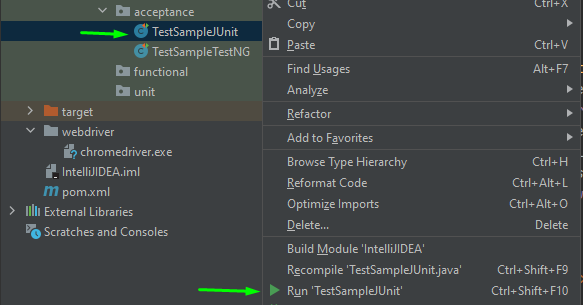 acceptance
TestSampleJUnit
TestSampleTestNG
functional
unit
target
webdriver
chromedriver.exe
IntelliJIDEA.iml
pom.xml
External Libraries
Scratches and Consoles
Cut Ctrl+X
Copy
Paste Ctrl+V
Find Usages Alt+F7
Analyze
Refactor
Add to Favorites
Browse Type Hierarchy Ctrl+H
Reformat Code Ctrl+Alt+L
Optimize Imports Ctrl+Alt+O
Delete... Delete
Build Module 'IntelliJIDEA'
Recompile 'TestSampleJUnit.java' Ctrl+Shift+F9
Run 'TestSampleJUnit' Ctrl+Shift+F10